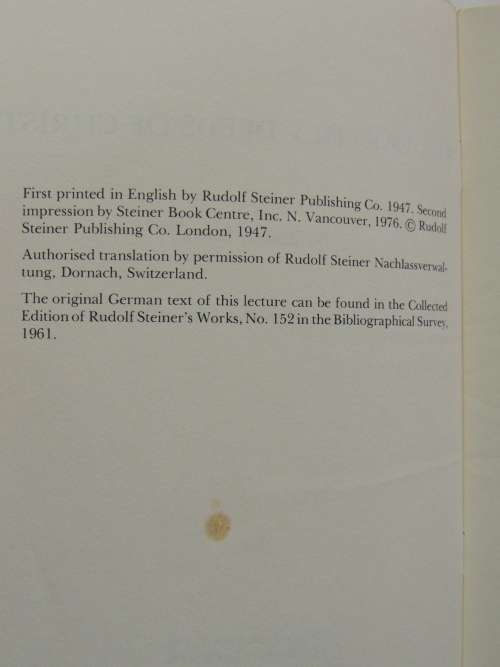 First printed in English by Rudolf Steiner Publishing Co. 1947. Second
impression by Steiner Book Centre, Inc. N. Vancouver, 1976. © Rudolf
Steiner Publishing Co. London, 1947.
Authorised translation by permission of Rudolf Steiner Nachlassverwal-
tung, Dornach, Switzerland.
The original German text of this lecture can be found in the Collected
Edition of Rudolf Steiner's Works, No. 152 in the Bibliographical Survey,
1961.